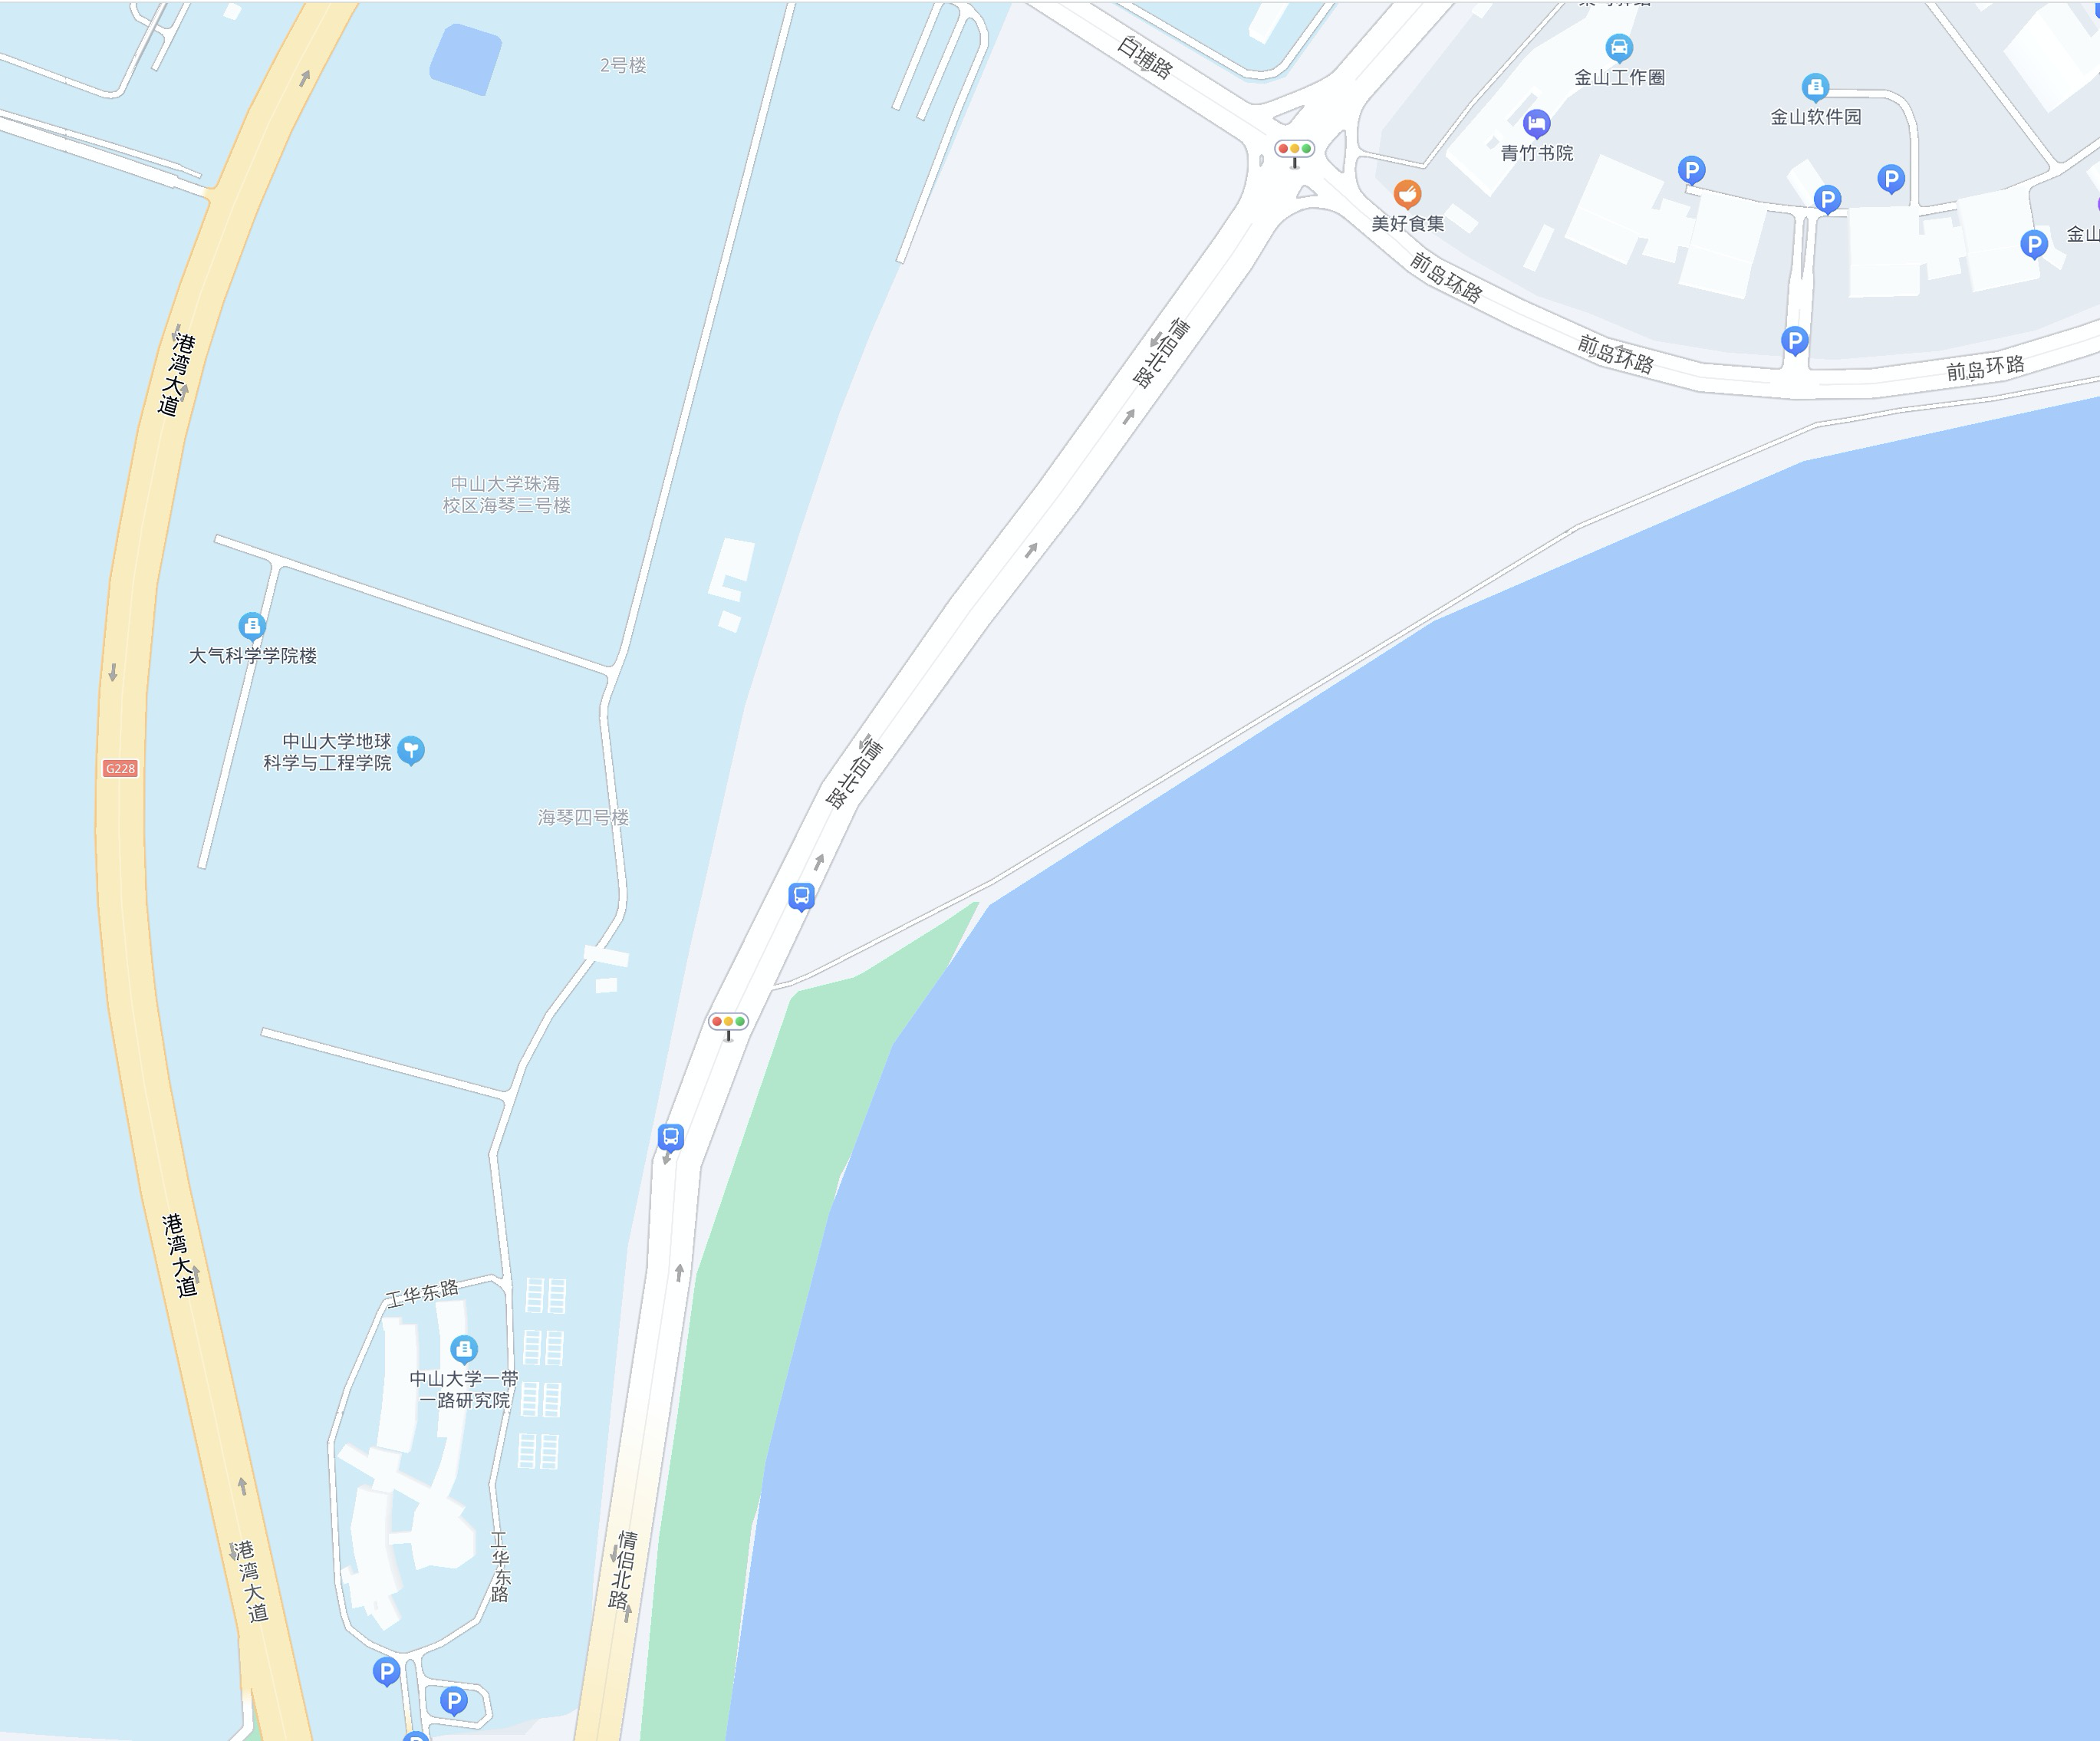 2号楼
白埔路
金山工作圈
金山软件园
青竹书院
P
P
P
美好食集
金山
P
前岛环路
港湾大道
情侣北路
P
前岛环路
前岛环路
中山大学珠海
校区海琴三号楼
大气科学学院楼
中山大学地球
科学与工程学院
G228
情侣北路
海琴四号楼
港湾大道
工华东路
中山大学一带
一路研究院
港湾大道
工华东路
情侣北路
P
P